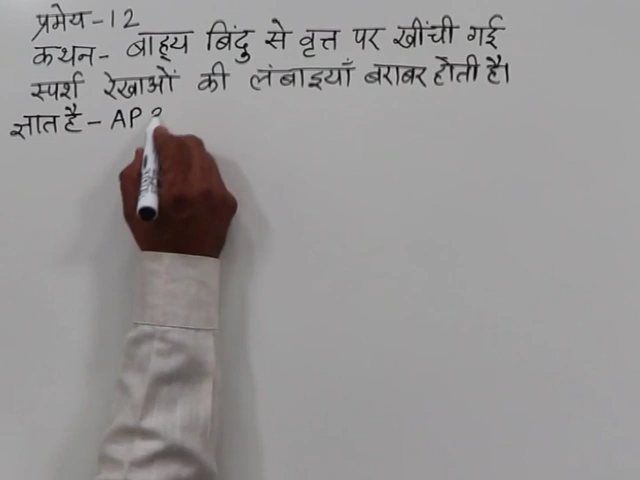 प्रमेय-12
कथन- बाह्य बिंदु से वृत्त पर खींची गई
स्पर्श रेखाओं की लंबाइयाँ बराबर होती है।
ज्ञात है - AP